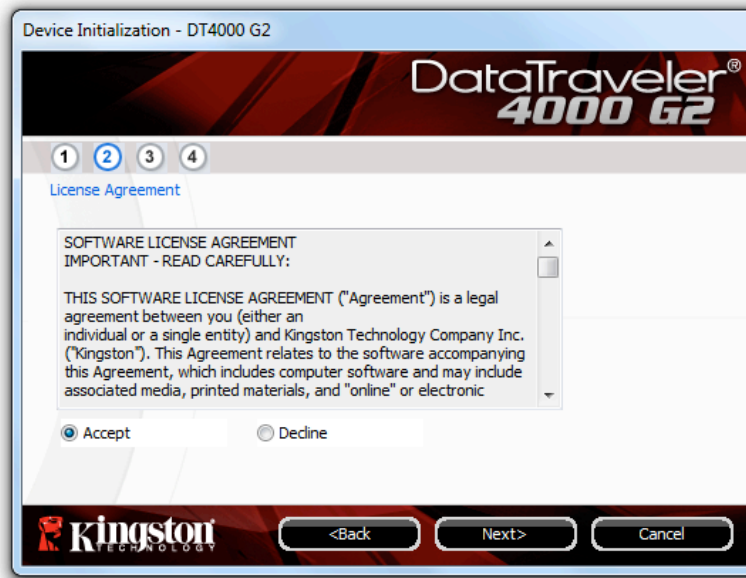 Device Initialization - DT4000 G2
DataTraveler®
4000 G2
1 2 3 4
License Agreement
SOFTWARE LICENSE AGREEMENT
IMPORTANT - READ CAREFULLY:
THIS SOFTWARE LICENSE AGREEMENT ("Agreement") is a legal
agreement between you (either an
individual or a single entity) and Kingston Technology Company Inc.
("Kingston"). This Agreement relates to the software accompanying
this Agreement, which includes computer software and may include
associated media, printed materials, and "online" or electronic
Accept Decline
Kingston <Back Next> Cancel
TECHNOLOGY